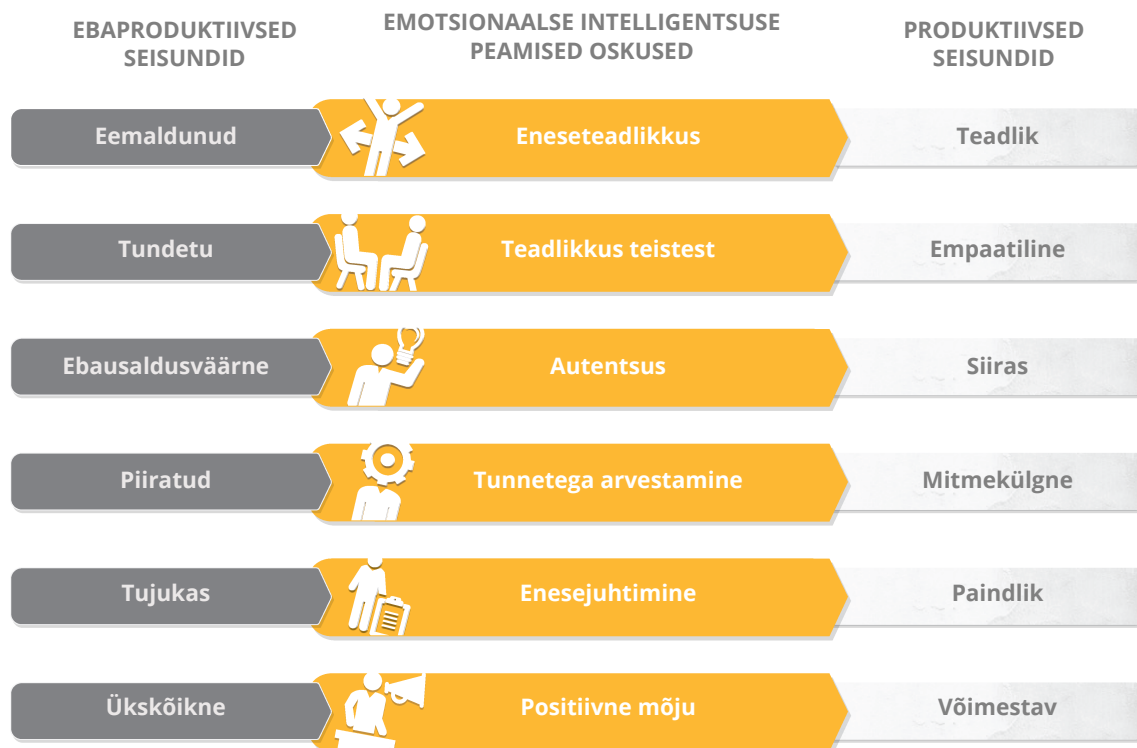 EBAPRODUKTIIVSED
SEISUNDID
EMOTSIONAALSE INTELLIGENTSUSE
PEAMISED OSKUSED
PRODUKTIIVSED
SEISUNDID
Eemaldunud
Eneseteadlikkus
Teadlik
Tundetu
Teadlikkus teistest
Empaatiline
Ebausaldusväärne
Autentsus
Siiras
Piiratud
Tunnetega arvestamine
Mitmekülgne
Tujukas
Enesejuhtimine
Paindlik
Ükskõikne
Positiivne mõju
Võimestav